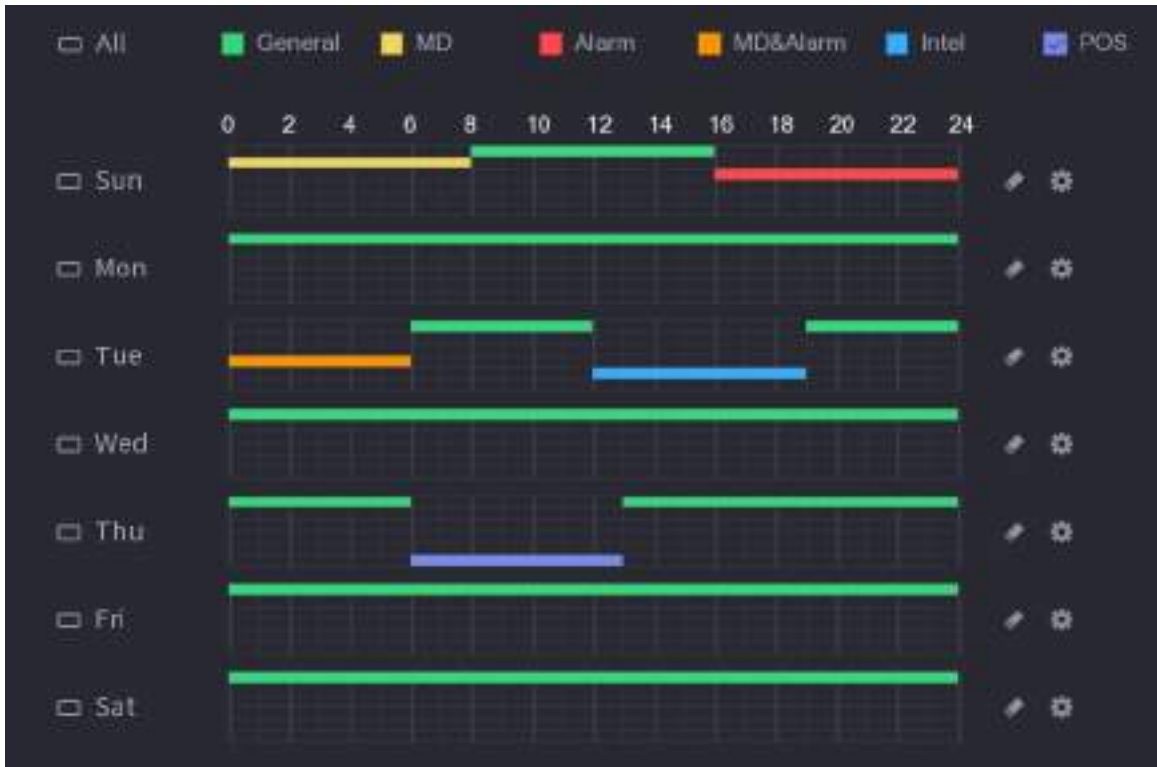 All General MD Alarm MD&Alarm Intel POS
0 2 4 6 8 10 12 14 16 18 20 22 24
Sun
Mon
Tue
Wed
Thu
Fri
Sat